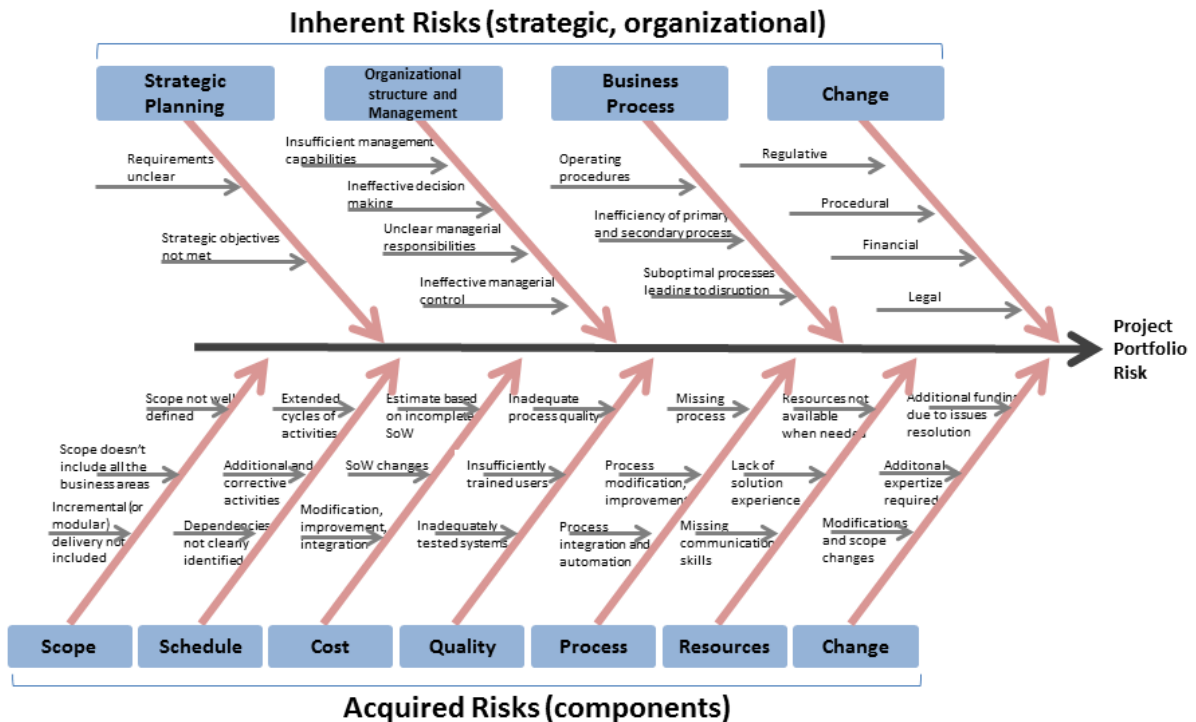 Inherent Risks (strategic, organizational)
Strategic
Planning
Organizational
structure and
Management
Business
Process
Change
Requirements
unclear
Strategic objectives
not met
Insufficient management
capabilities
Ineffective decision
making
Unclear managerial
responsibilities
Ineffective managerial
control
Operating
procedures
Inefficiency of primary
and secondary process
Suboptimal processes
leading to disruption
Regulative
Procedural
Financial
Legal
Project
Portfolio
Risk
Scope not well
defined
Scope doesn't
include all the
business areas
Incremental (or
modular)
delivery not
included
Extended
cycles of
activities
Additional and
corrective
activities
Dependencies
not clearly
identified
Estimate based
on incomplete
SoW
SoW changes
Modification,
improvement,
integration
Inadequate
process quality
Insufficiently
trained users
Inadequately
tested systems
Missing
process
Process
modification,
improvement
Process
integration and
automation
Resources not
available
when needed
Lack of
solution
experience
Missing
communication
skills
Additional funding
due to issues
resolution
Additonal
expertize
required
Modifications
and scope
changes
Scope
Schedule
Cost
Quality
Process
Resources
Change
Acquired Risks (components)